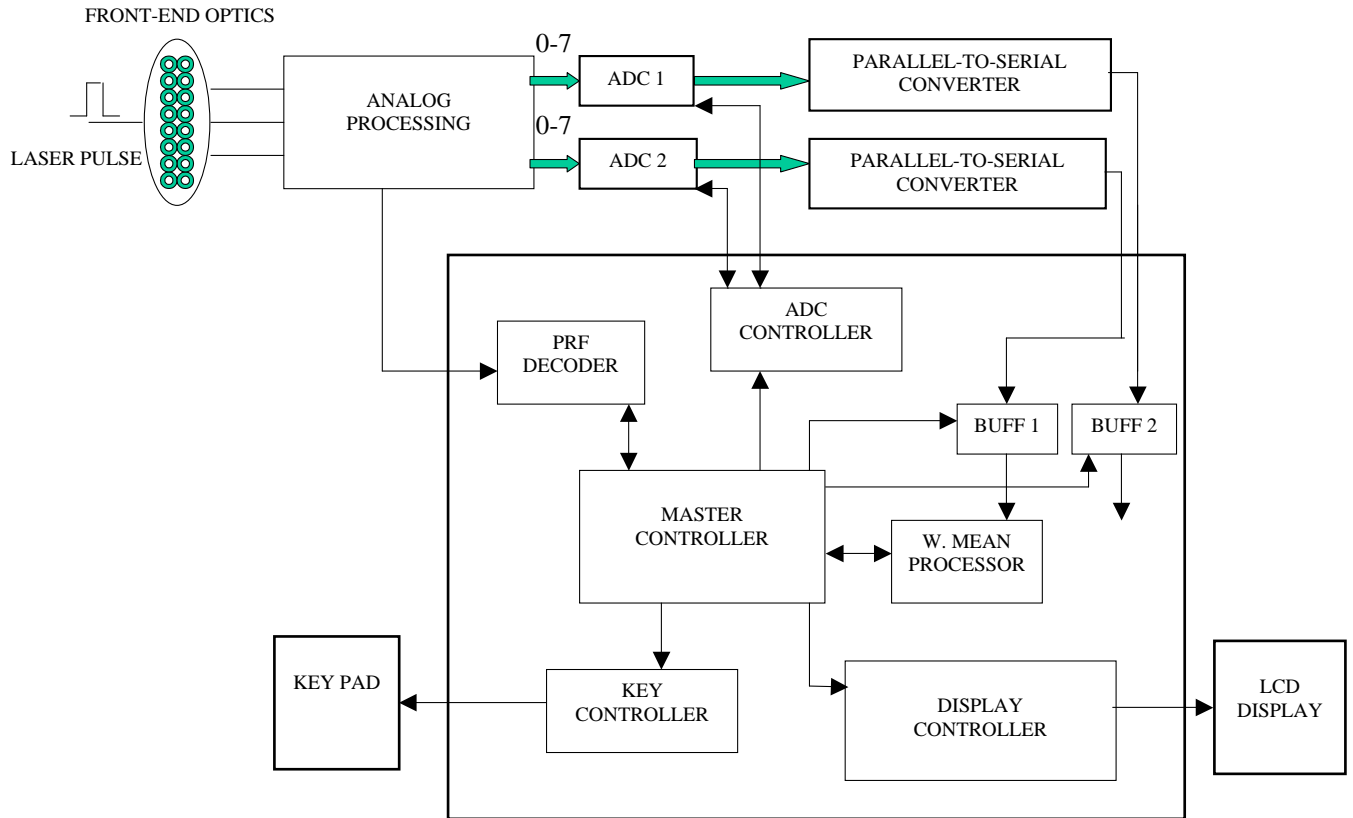 FRONT-END OPTICS
LASER PULSE
ANALOG
PROCESSING
0-7
ADC 1
PARALLEL-TO-SERIAL
CONVERTER
0-7
ADC 2
PARALLEL-TO-SERIAL
CONVERTER
ADC
CONTROLLER
PRF
DECODER
BUFF 1
BUFF 2
MASTER
CONTROLLER
W. MEAN
PROCESSOR
KEY PAD
KEY
CONTROLLER
DISPLAY
CONTROLLER
LCD
DISPLAY